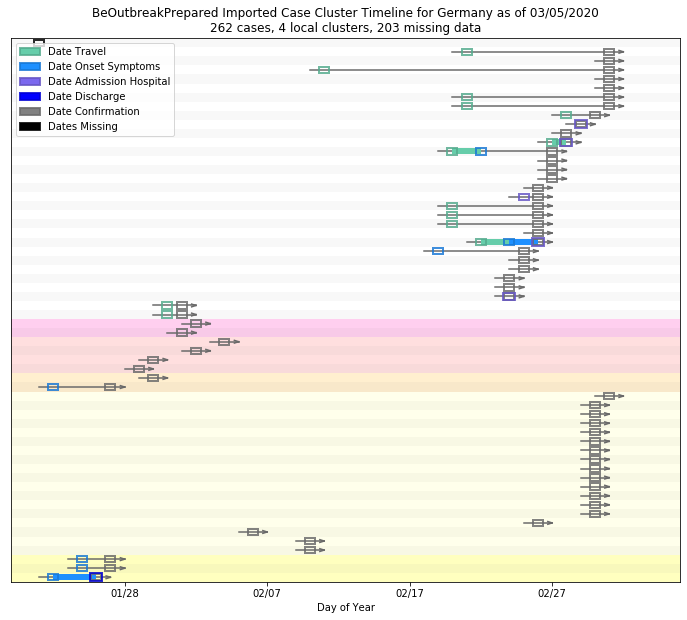 BeOutbreakPrepared Imported Case Cluster Timeline for Germany as of 03/05/2020
262 cases, 4 local clusters, 203 missing data
Date Travel
Date Onset Symptoms
Date Admission Hospital
Date Discharge
Date Confirmation
Dates Missing
01/28 02/07 02/17 02/27
Day of Year